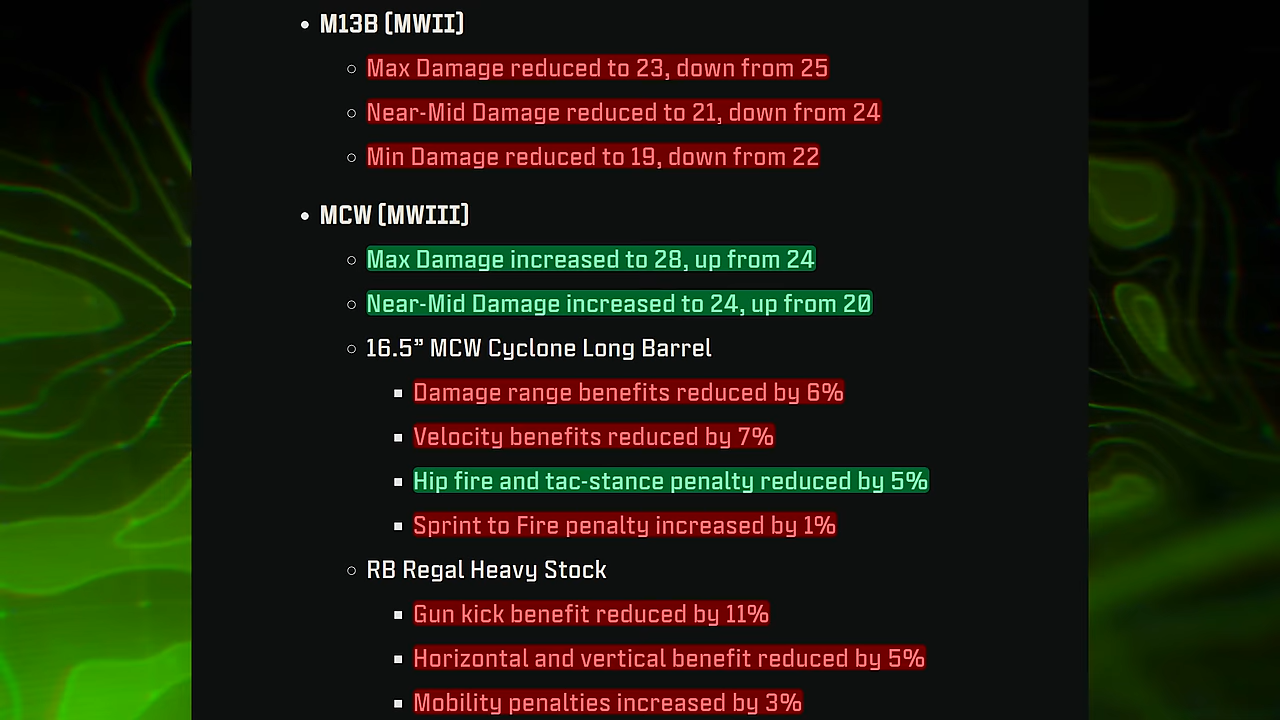 M13B (MWII)
Max Damage reduced to 23, down from 25
Near-Mid Damage reduced to 21, down from 24
Min Damage reduced to 19, down from 22
MCW (MWIII)
Max Damage increased to 28, up from 24
Near-Mid Damage increased to 24, up from 20
16.5” MCW Cyclone Long Barrel
Damage range benefits reduced by 6%
Velocity benefits reduced by 7%
Hip fire and tac-stance penalty reduced by 5%
Sprint to Fire penalty increased by 1%
RB Regal Heavy Stock
Gun kick benefit reduced by 11%
Horizontal and vertical benefit reduced by 5%
Mobility penalties increased by 3%